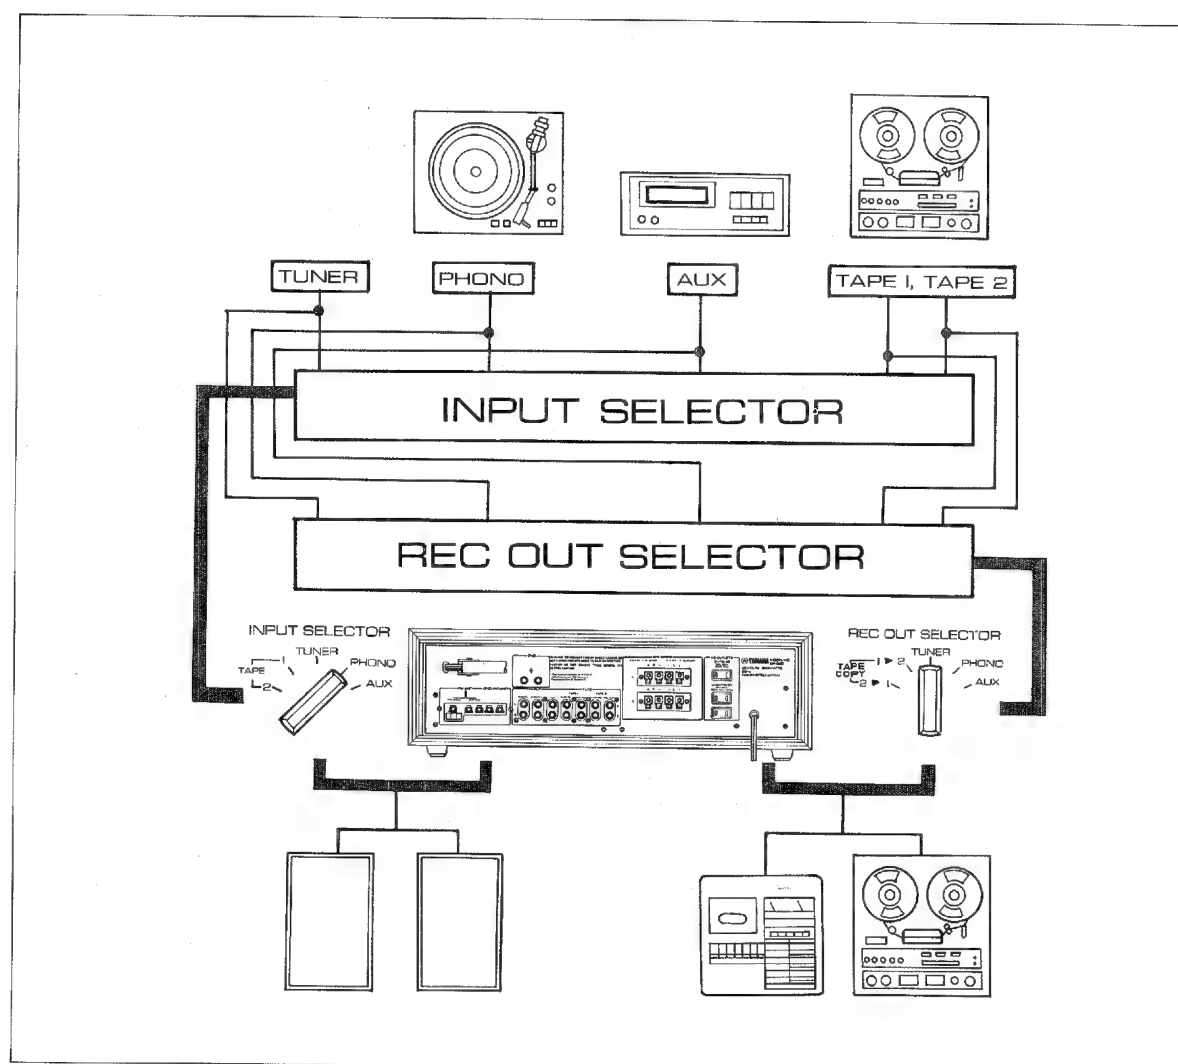 TUNER
PHONO
AUX
TAPE 1, TAPE 2
INPUT SELECTOR
REC OUT SELECTOR
INPUT SELECTOR
TUNER
1
PHONO
TAPE
2
AUX
YAMAHA
REC OUT SELECTOR
TUNER
1 ▶ 2
PHONO
TAPE
COPY
2 ▶ 1
AUX